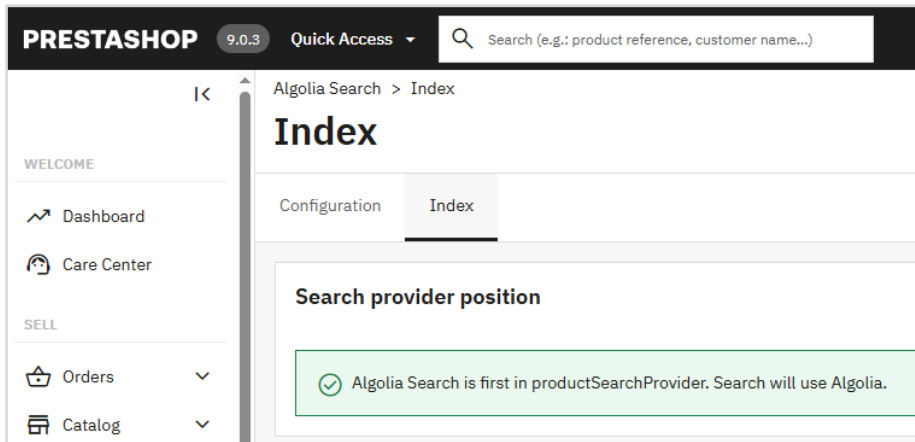 PRESTASHOP 9.0.3 Quick Access Search (e.g.: product reference, customer name...)
Algolia Search > Index
Index
WELCOME
Configuration Index
Dashboard
Care Center
Search provider position
SELL
Orders
Algolia Search is first in productSearchProvider. Search will use Algolia.
Catalog